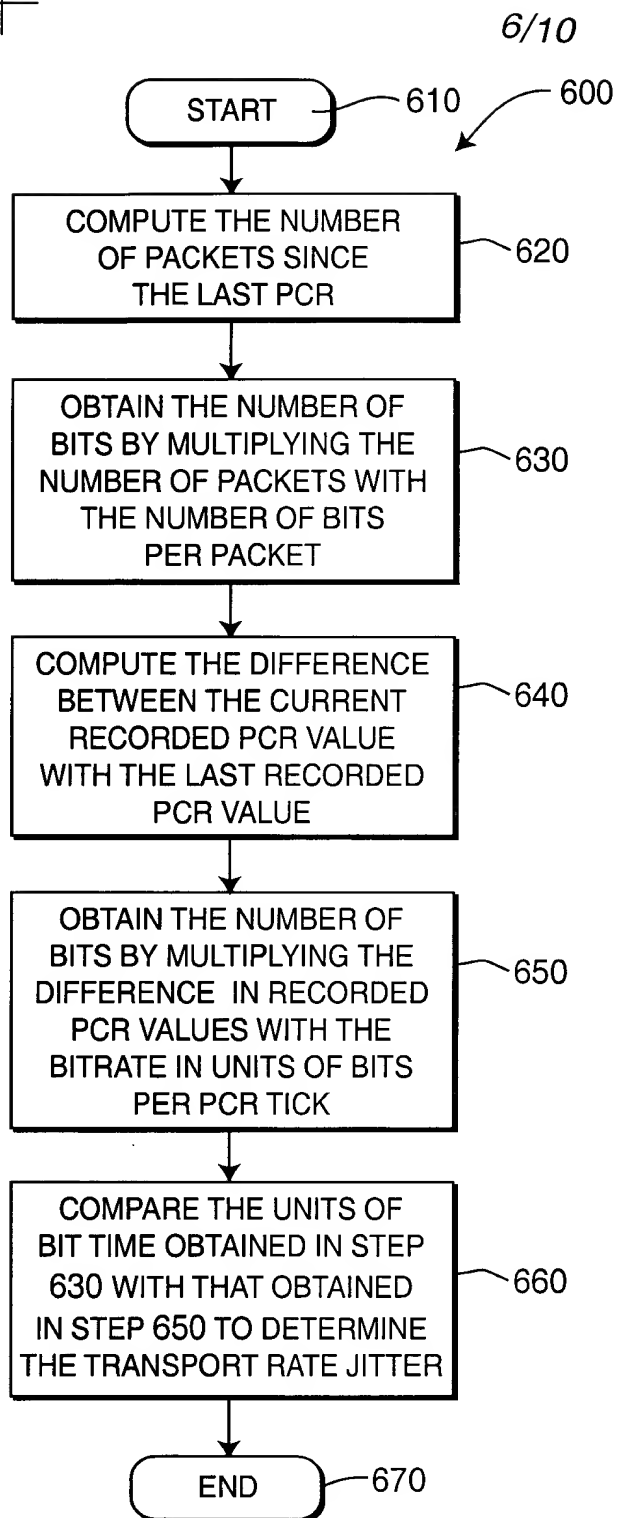 6/10
START
610
600
COMPUTE THE NUMBER
OF PACKETS SINCE
THE LAST PCR
620
OBTAIN THE NUMBER OF
BITS BY MULTIPLYING THE
NUMBER OF PACKETS WITH
THE NUMBER OF BITS
PER PACKET
630
COMPUTE THE DIFFERENCE
BETWEEN THE CURRENT
RECORDED PCR VALUE
WITH THE LAST RECORDED
PCR VALUE
640
OBTAIN THE NUMBER OF
BITS BY MULTIPLYING THE
DIFFERENCE IN RECORDED
PCR VALUES WITH THE
BITRATE IN UNITS OF BITS
PER PCR TICK
650
COMPARE THE UNITS OF
BIT TIME OBTAINED IN STEP
630 WITH THAT OBTAINED
IN STEP 650 TO DETERMINE
THE TRANSPORT RATE JITTER
660
END
670